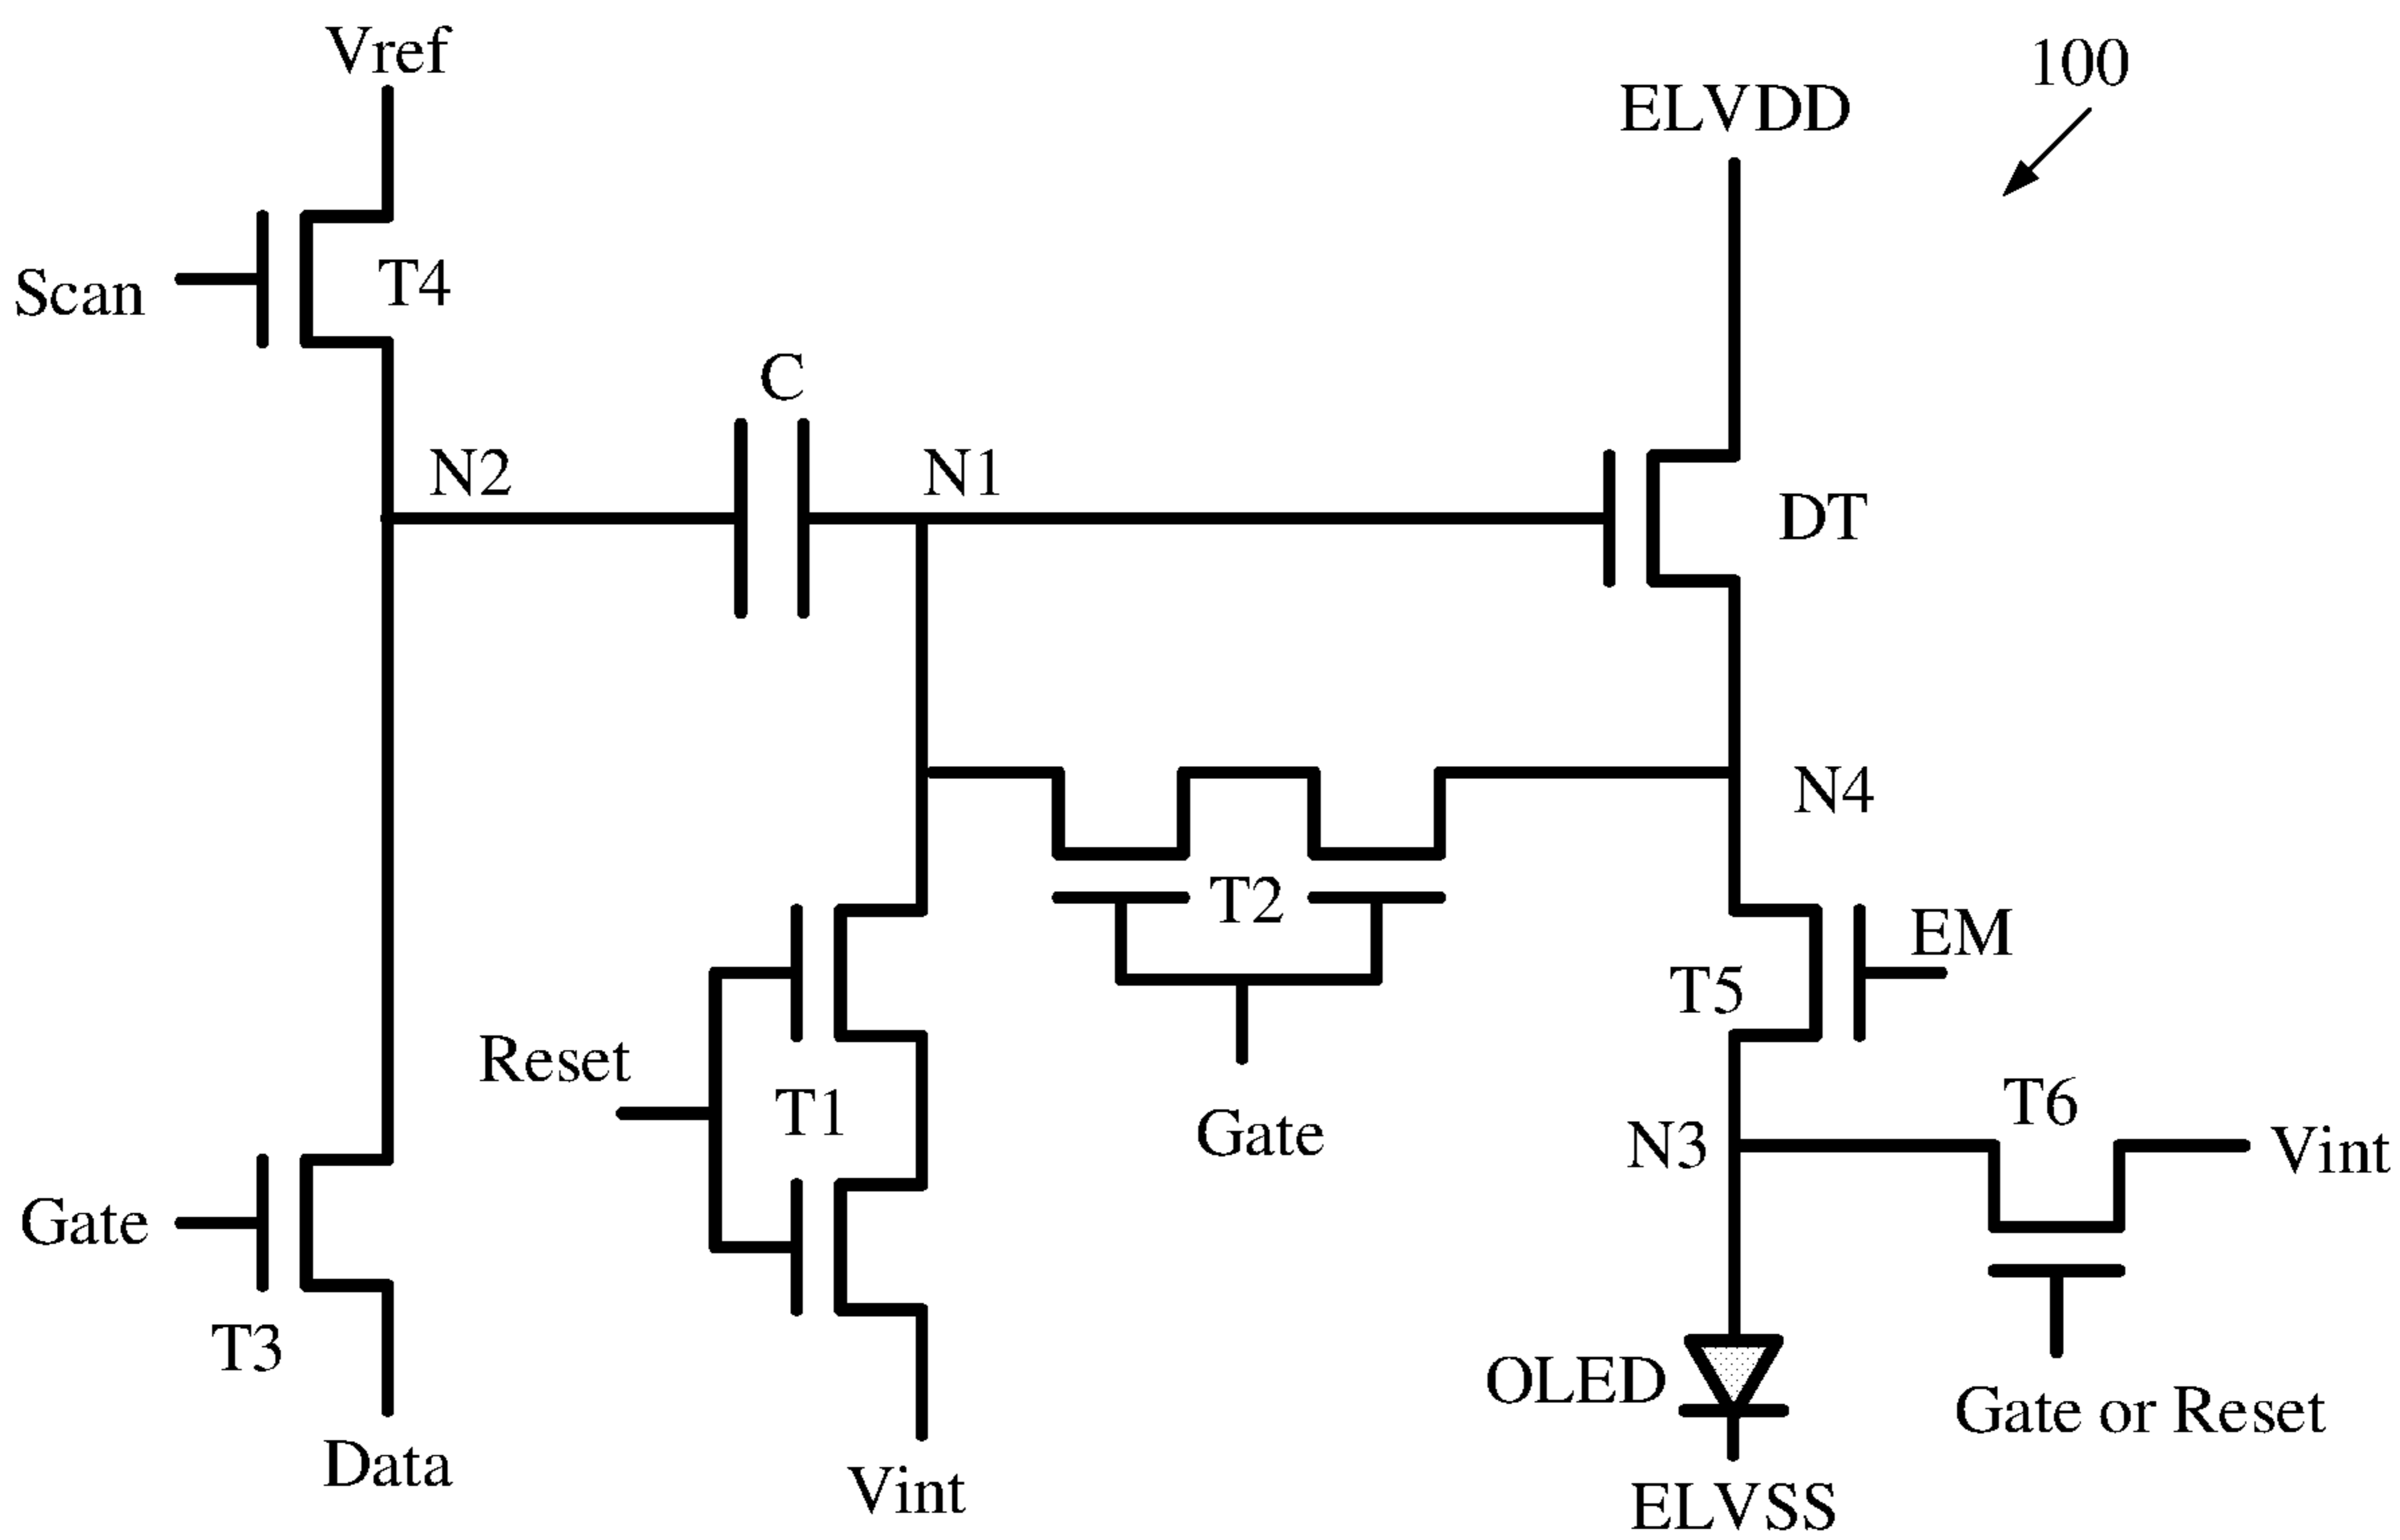 Vref
100
ELVDD
Scan
T4
C
N2
N1
DT
N4
T2
EM
T5
Reset
T6
T1
Gate
N3
Vint
Gate
T3
OLED
Gate or Reset
Data
Vint
ELVSS